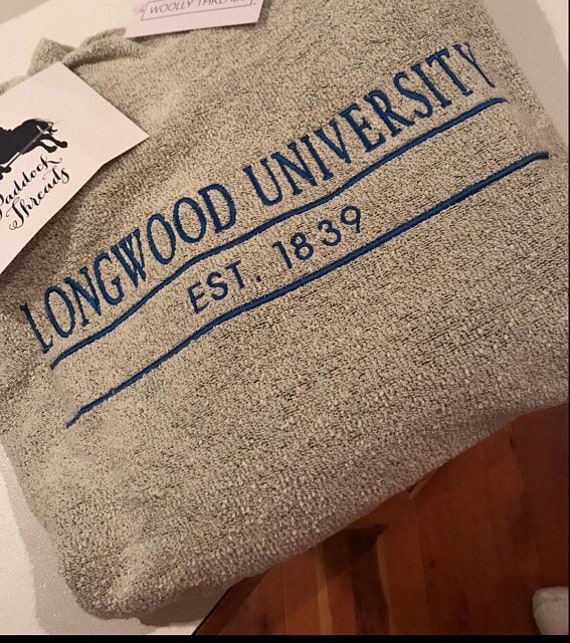 WOOLLY THREADS
Paddock
Threads
LONGWOOD UNIVERSITY
EST. 1839